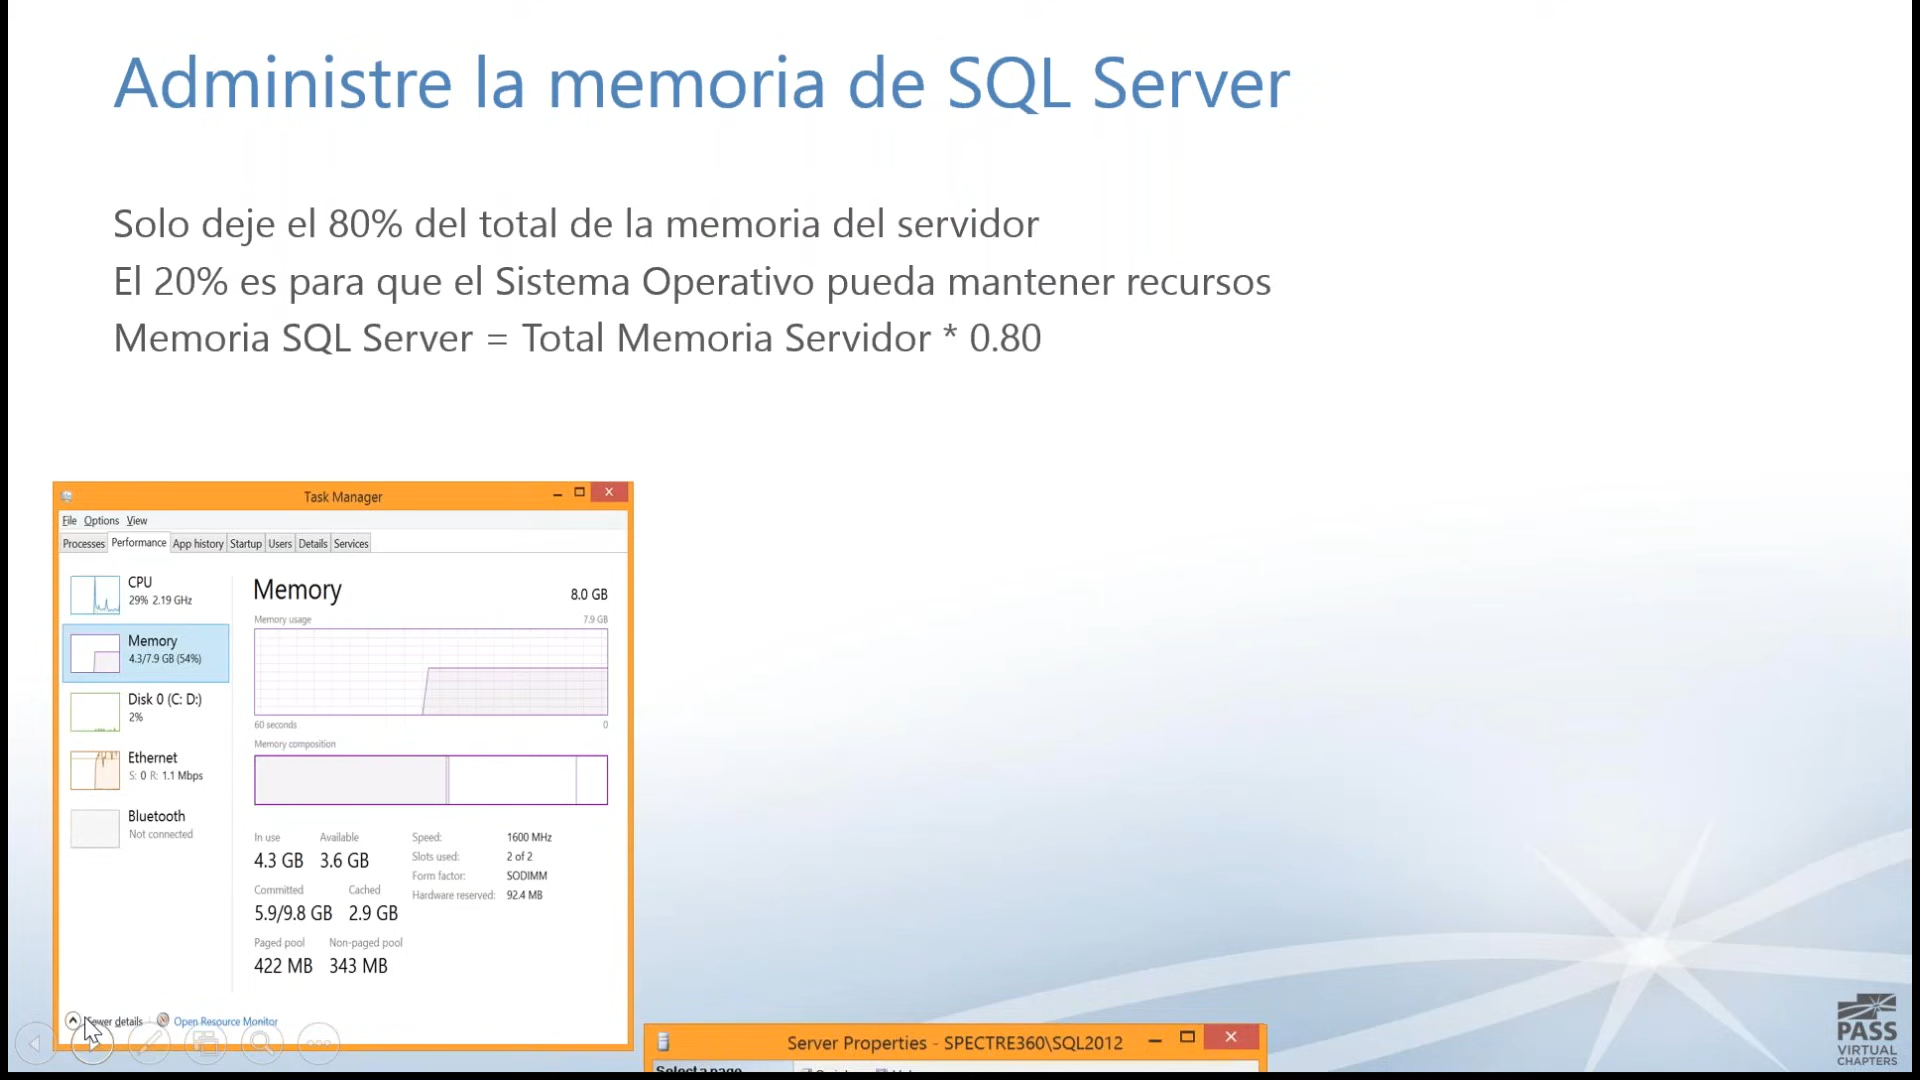 Administre la memoria de SQL Server
Solo deje el 80% del total de la memoria del servidor
El 20% es para que el Sistema Operativo pueda mantener recursos
Memoria SQL Server = Total Memoria Servidor * 0.80
Task Manager
File Options View
Processes Performance App history Startup Users Details Services
CPU
29% 2.19 GHz
Memory
4.3/7.9 GB (54%)
Disk 0 (C: D:)
2%
Ethernet
S: 0 R: 1.1 Mbps
Bluetooth
Not connected
Memory 8.0 GB
Memory usage 7.9 GB
60 seconds 0
Memory composition
In use Available
4.3 GB 3.6 GB
Committed Cached
5.9/9.8 GB 2.9 GB
Paged pool Non-paged pool
422 MB 343 MB
Speed: 1600 MHz
Slots used: 2 of 2
Form factor: SODIMM
Hardware reserved: 92.4 MB
Fewer details Open Resource Monitor
Server Properties - SPECTRE360\SQL2012
Select a page
PASS
VIRTUAL
CHAPTERS